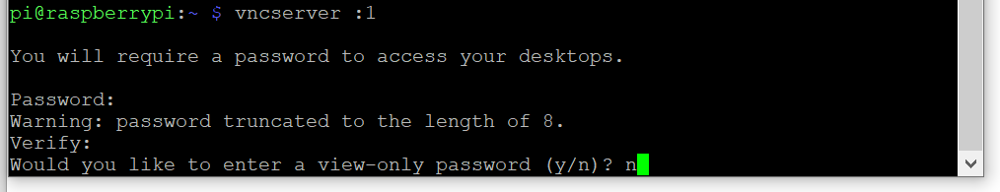 pi@raspberrypi:~ $ vncserver :1
You will require a password to access your desktops.
Password:
Warning: password truncated to the length of 8.
Verify:
Would you like to enter a view-only password (y/n)? n